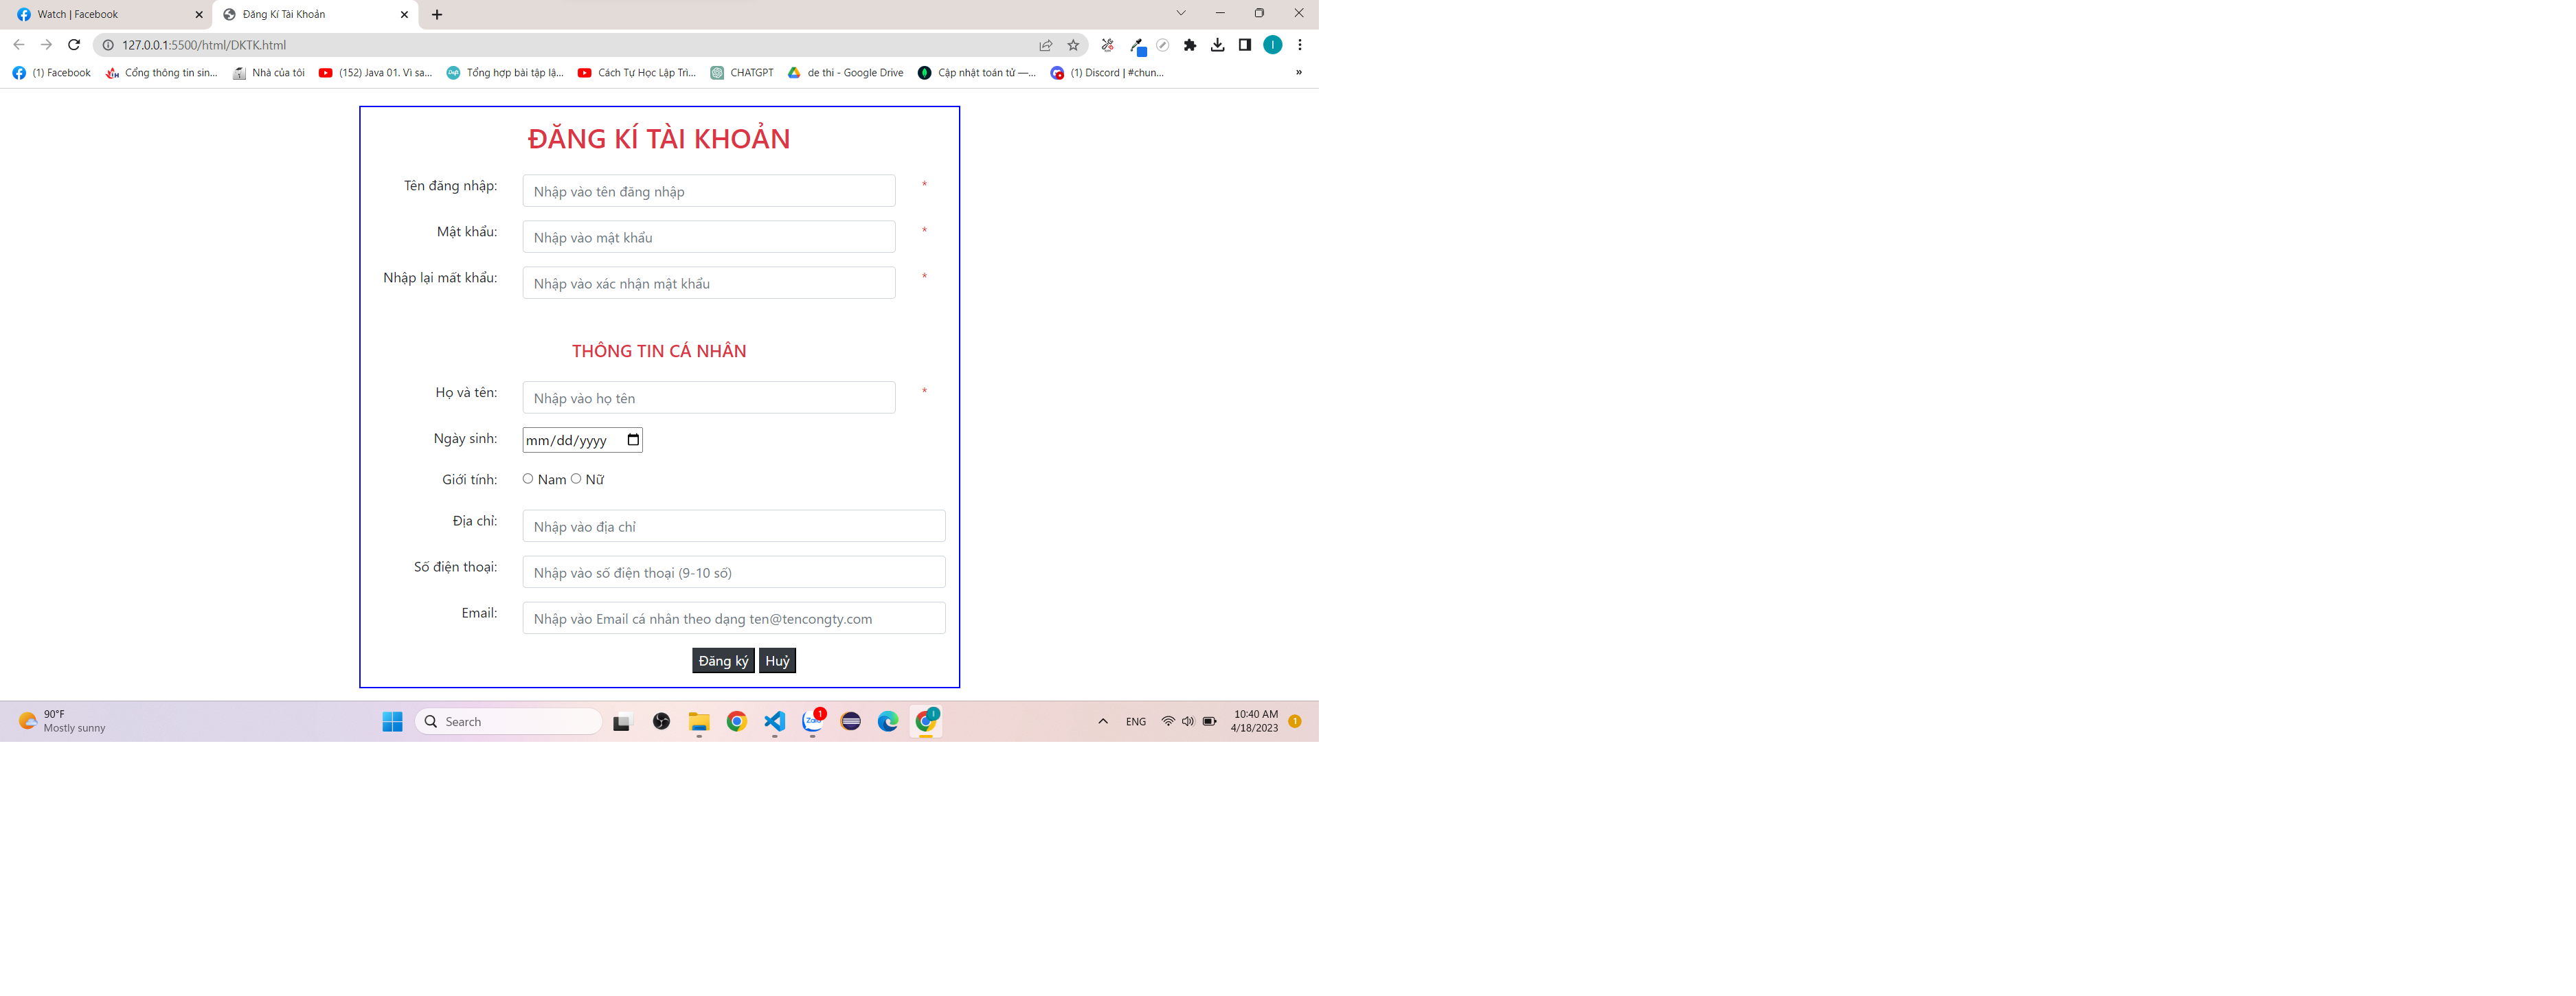 Watch | Facebook
Đăng Kí Tài Khoản
127.0.0.1:5500/html/DKTK.html
I
(1) Facebook
Cổng thông tin sin...
Nhà của tôi
(152) Java 01. Vì sa...
Tổng hợp bài tập lậ...
Cách Tự Học Lập Trì...
CHATGPT
de thi - Google Drive
Cập nhật toán tử —...
(1) Discord | #chun...
»
ĐĂNG KÍ TÀI KHOẢN
Tên đăng nhập: Nhập vào tên đăng nhập *
Mật khẩu: Nhập vào mật khẩu *
Nhập lại mất khẩu: Nhập vào xác nhận mật khẩu *
THÔNG TIN CÁ NHÂN
Họ và tên: Nhập vào họ tên *
Ngày sinh: mm/dd/yyyy
Giới tính: Nam Nữ
Địa chỉ: Nhập vào địa chỉ
Số điện thoại: Nhập vào số điện thoại (9-10 số)
Email: Nhập vào Email cá nhân theo dạng ten@tencongty.com
Đăng ký Huỷ
90°F
Mostly sunny
Search
Zalo
1
I
ENG
10:40 AM
4/18/2023
1